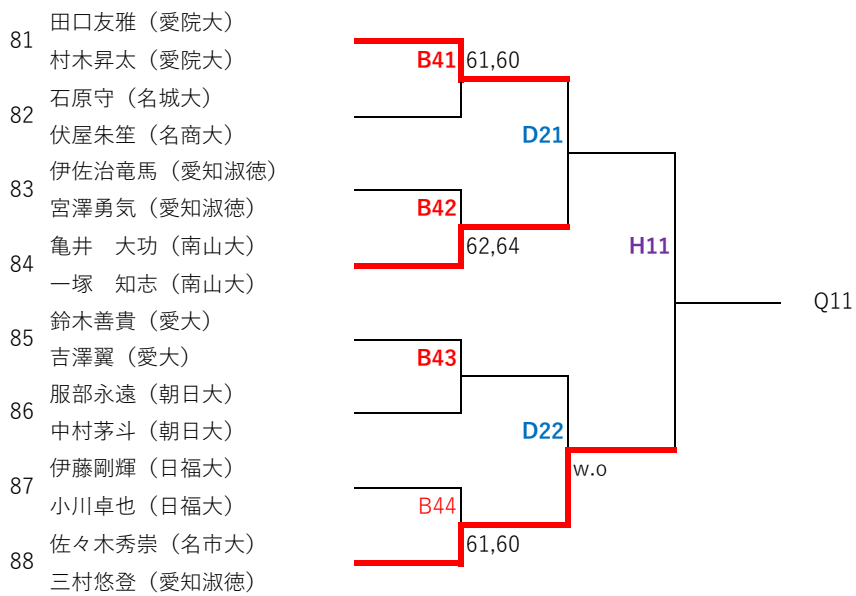 81 田口友雅（愛院大）
村木昇太（愛院大）
B41 61,60
82 石原守（名城大）
伏屋朱笙（名商大）
D21
83 伊佐治竜馬（愛知淑徳）
宮澤勇気（愛知淑徳）
B42
84 亀井　大功（南山大）
一塚　知志（南山大）
62,64
H11
Q11
85 鈴木善貴（愛大）
吉澤翼（愛大）
B43
86 服部永遠（朝日大）
中村茅斗（朝日大）
D22
w.o
87 伊藤剛輝（日福大）
小川卓也（日福大）
B44
88 佐々木秀崇（名市大）
三村悠登（愛知淑徳）
61,60